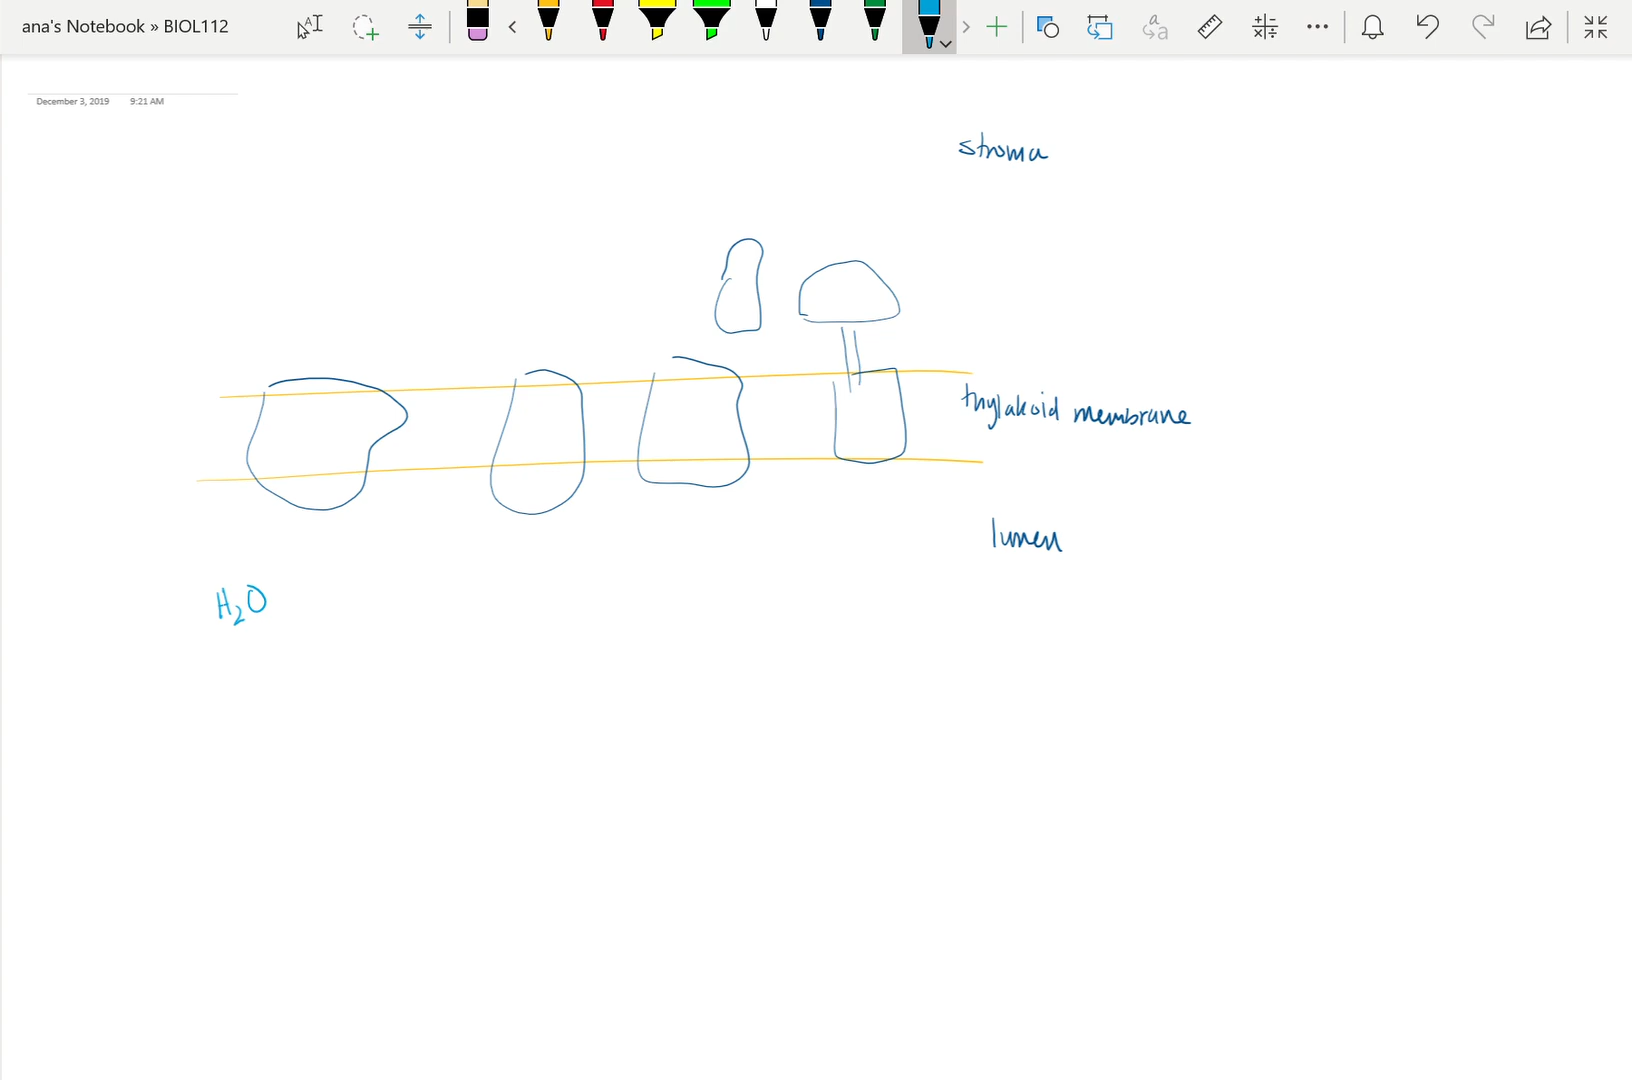 ana's Notebook » BIOL112
December 3, 2019 9:21 AM
stroma
thylakoid membrane
lumen
H₂O